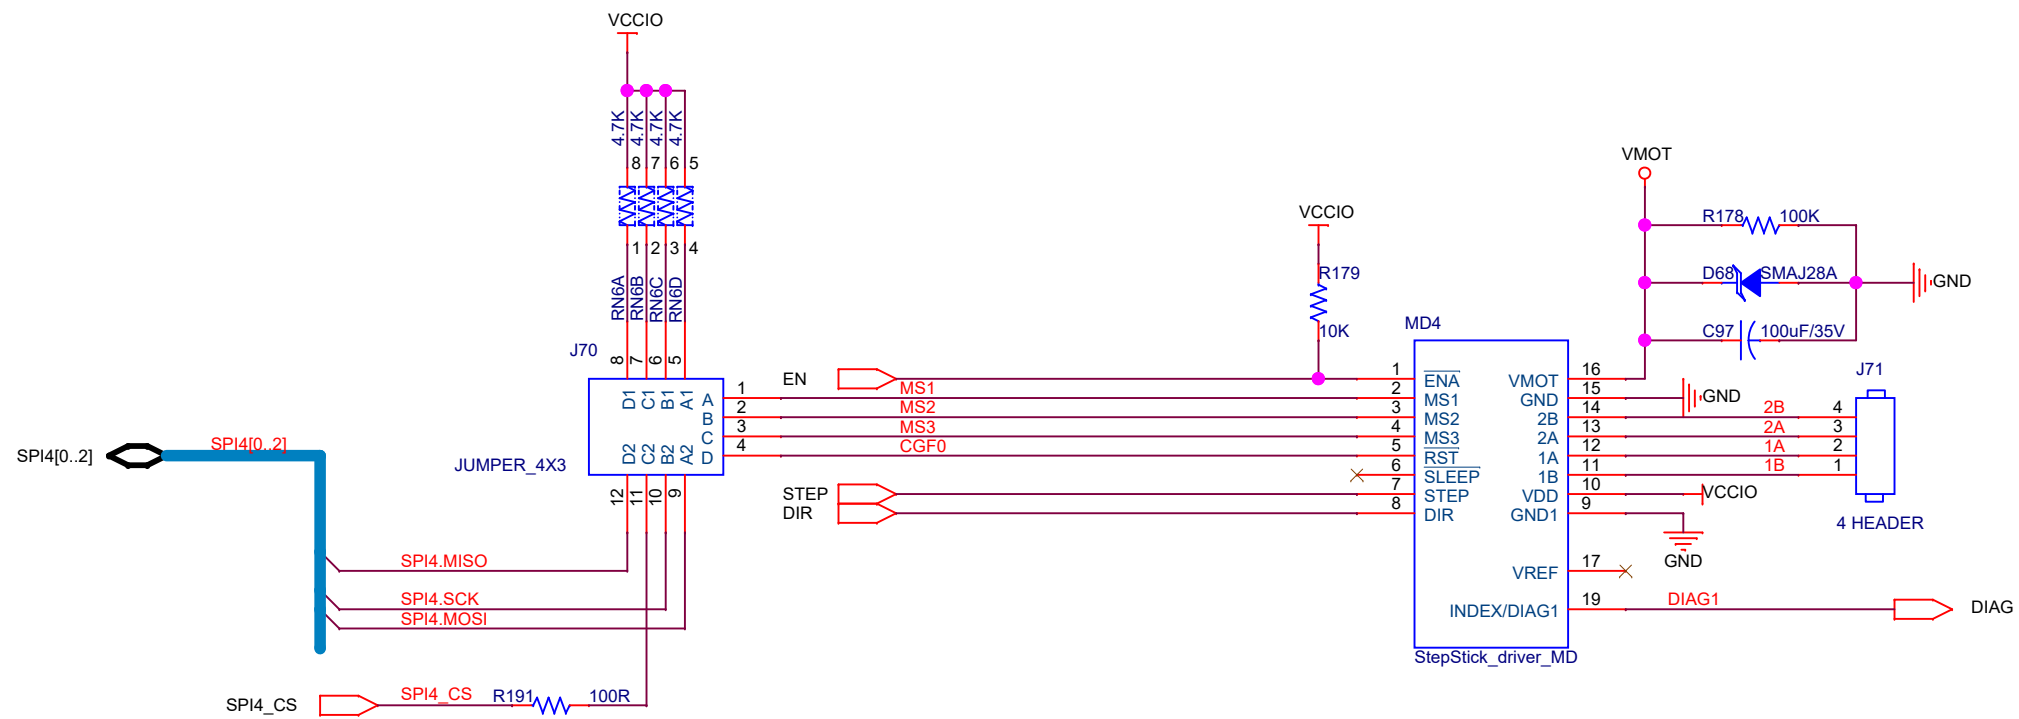 VCCIO
4.7K 4.7K 4.7K 4.7K
8 7 6 5
1 2 3 4
RN6A RN6B RN6C RN6D
J70
8 7 6 5
D1 C1 B1 A1
A 1
B 2
C 3
D 4
D2 C2 B2 A2
JUMPER_4X3
12 11 10 9
SPI4[0..2]
SPI4[0..2]
SPI4.MISO
SPI4.SCK
SPI4.MOSI
SPI4_CS
SPI4_CS
R191 100R
EN
MS1
MS2
MS3
CGF0
STEP
DIR
VCCIO
R179
10K
MD4
1 ENA
2 MS1
3 MS2
4 MS3
5 RST
6 SLEEP
7 STEP
8 DIR
VMOT 16
GND 15
2B 14
2A 13
1A 12
1B 11
VDD 10
GND1 9
VREF 17
INDEX/DIAG1 19
StepStick_driver_MD
VMOT
R178 100K
D68 SMAJ28A
C97 100uF/35V
GND
GND
J71
2B 4
2A 3
1A 2
1B 1
VCCIO
4 HEADER
GND
DIAG1
DIAG